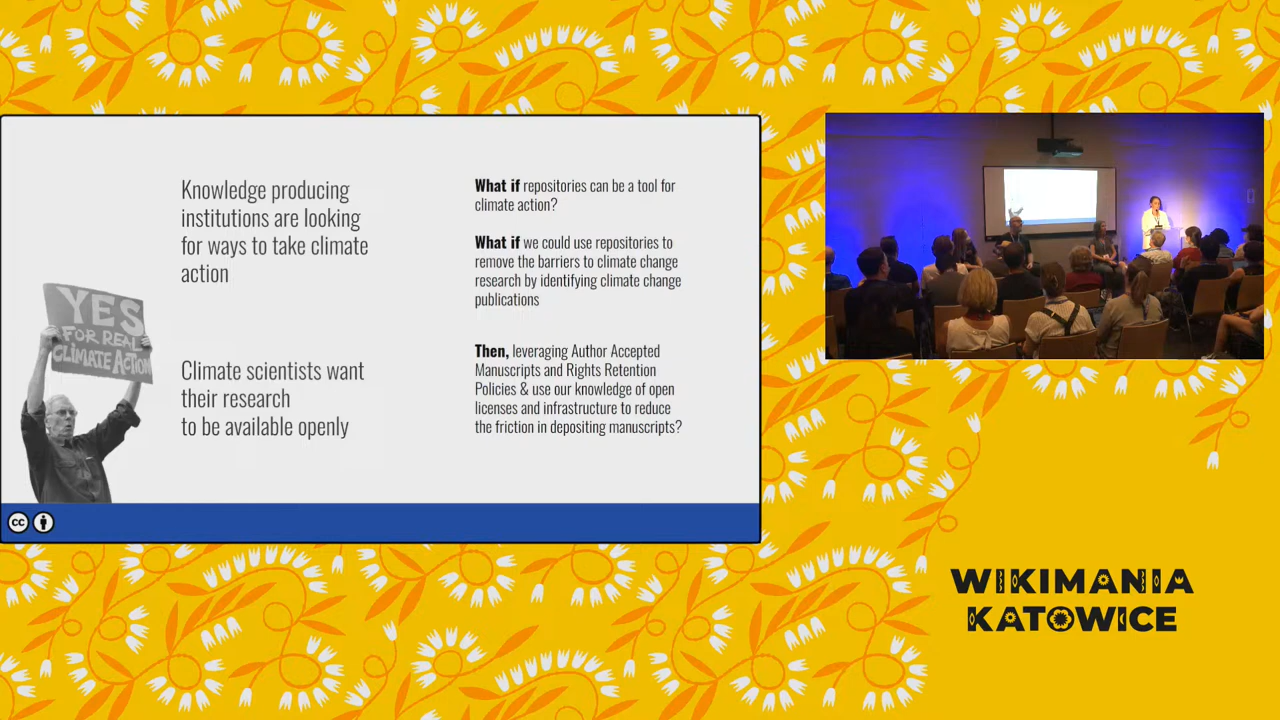 Knowledge producing
institutions are looking
for ways to take climate
action
Climate scientists want
their research
to be available openly
YES
FOR REAL
CLIMATE ACTION
What if repositories can be a tool for
climate action?
What if we could use repositories to
remove the barriers to climate change
research by identifying climate change
publications
Then, leveraging Author Accepted
Manuscripts and Rights Retention
Policies & use our knowledge of open
licenses and infrastructure to reduce
the friction in depositing manuscripts?
cc
WIKIMANIA
KATOWICE